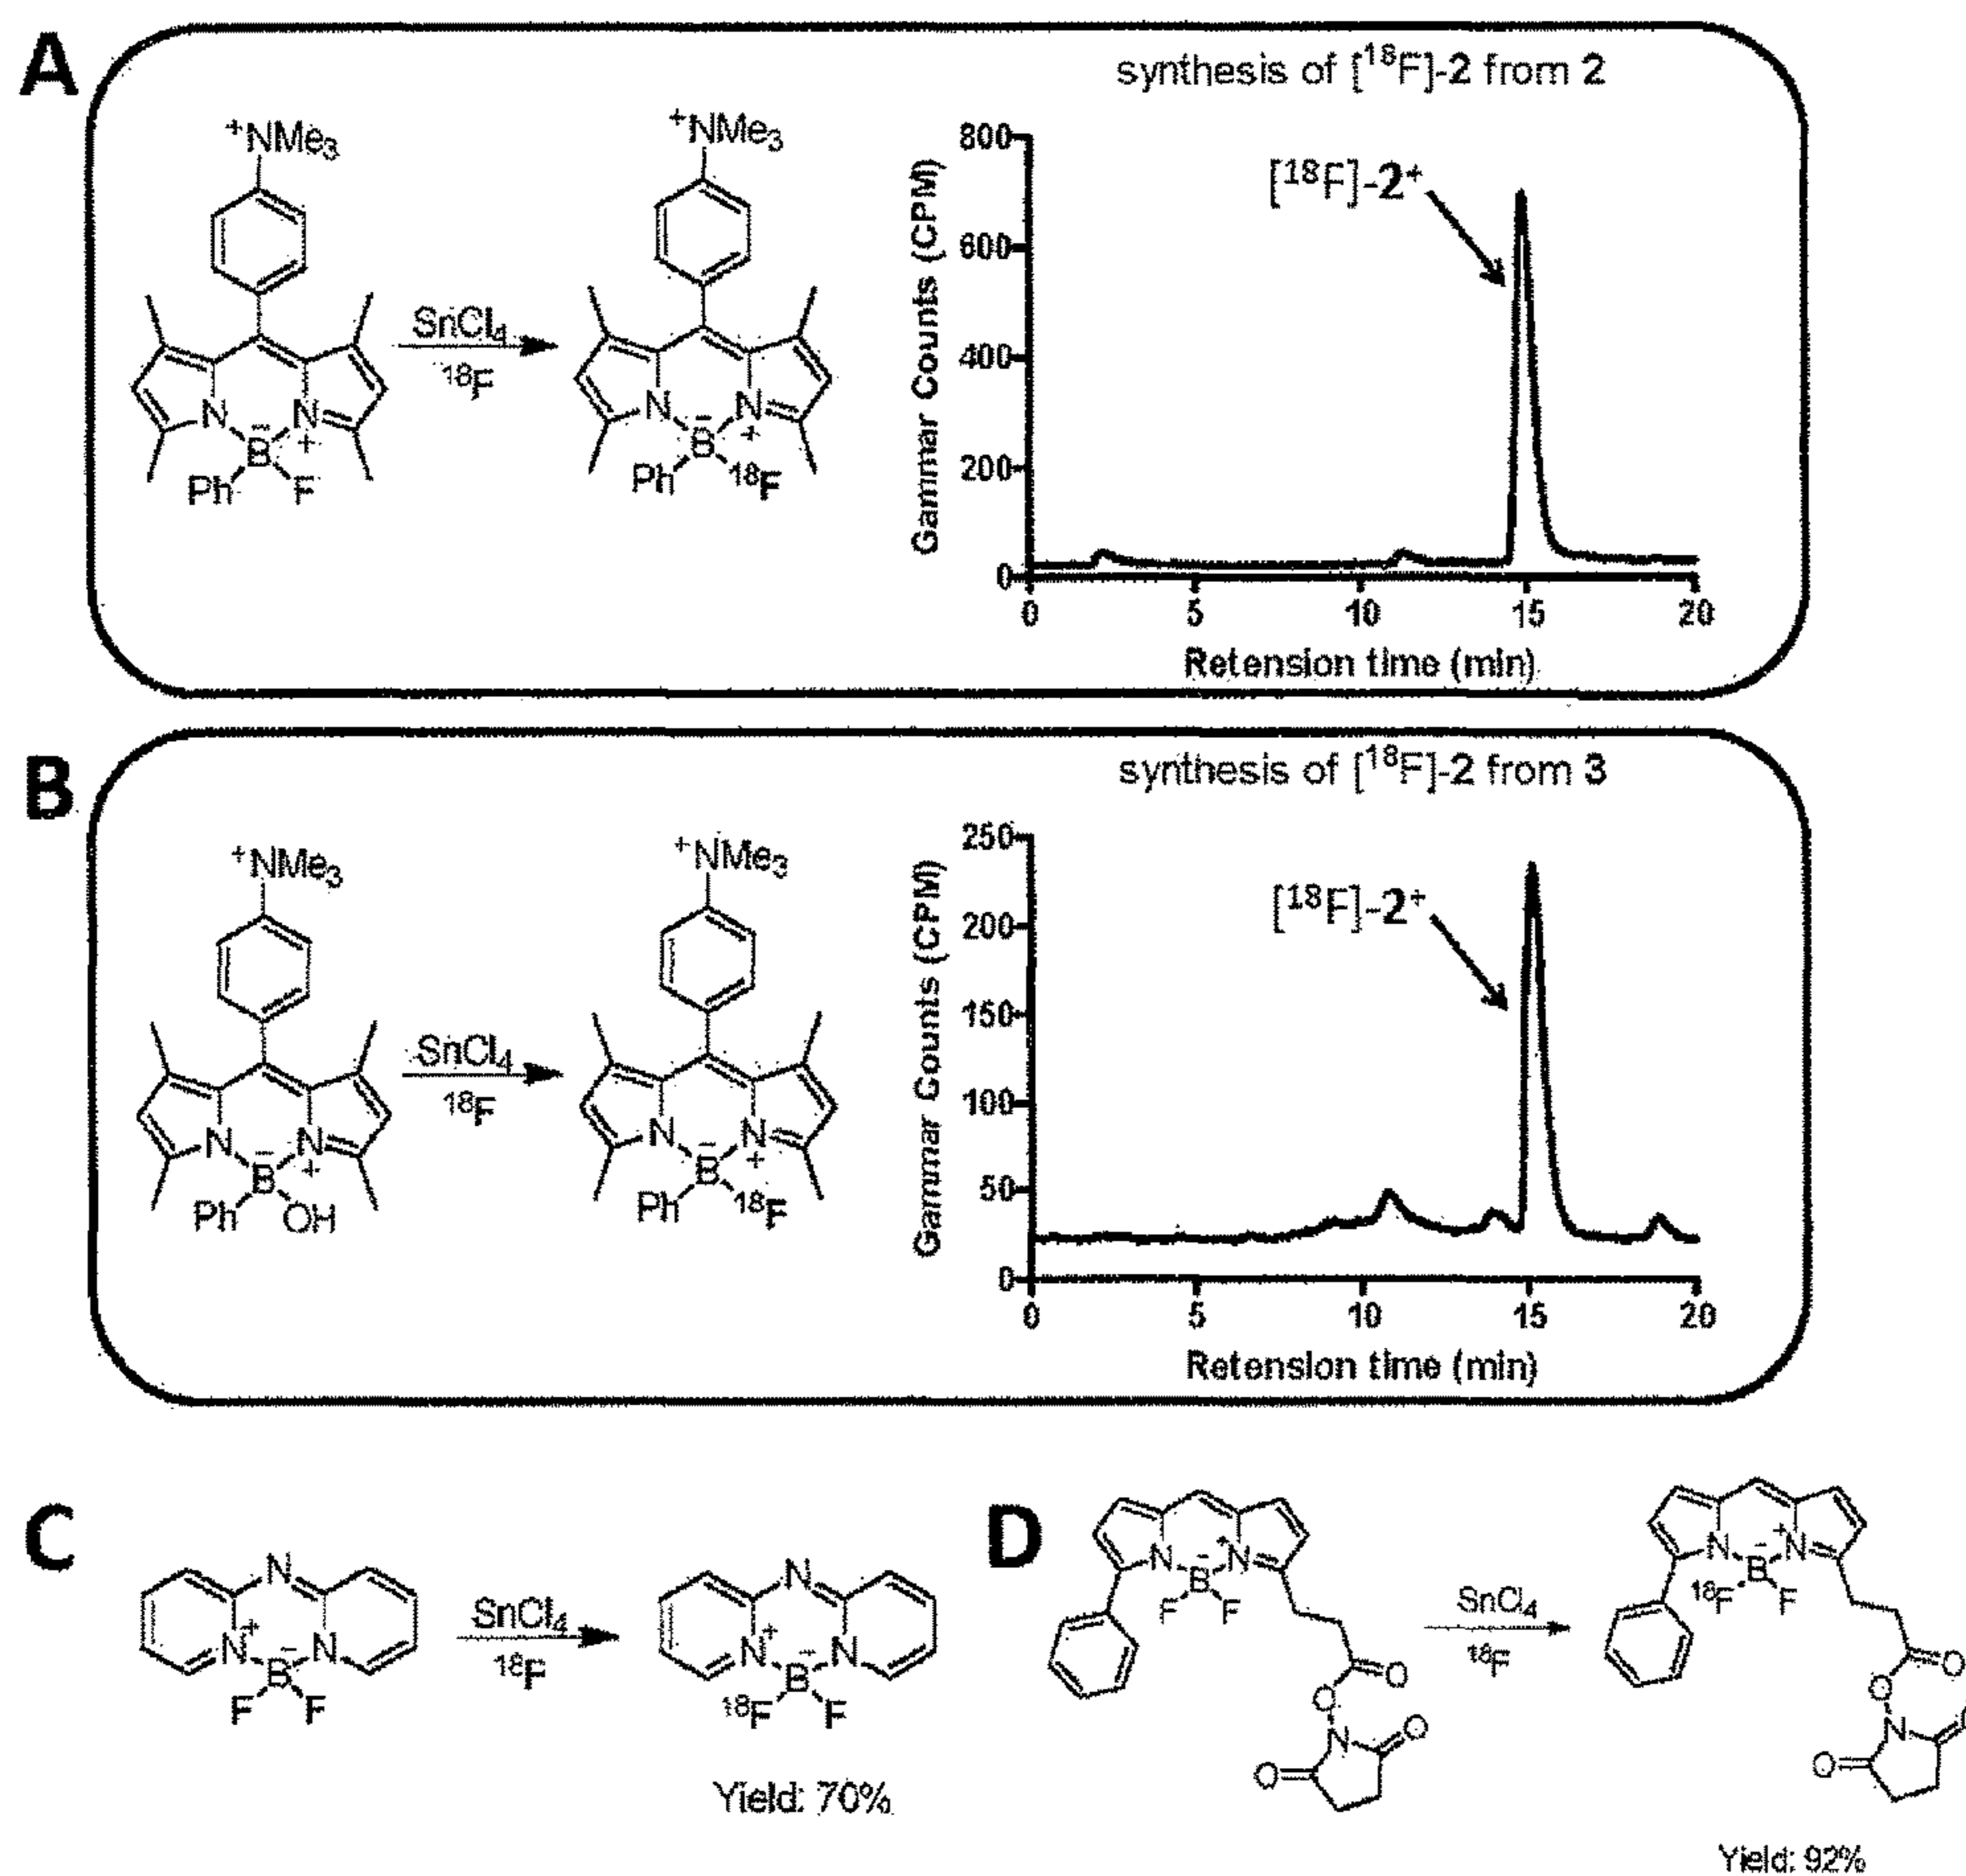 A
synthesis of [¹⁸F]-2 from 2
⁺NMe₃
⁺NMe₃
SnCl₄
¹⁸F
N
B
⁻
N
+
Ph
F
N
B
⁻
N
+
Ph
¹⁸F
[¹⁸F]-2⁺
Gammar Counts (CPM)
800
600
400
200
0
0 5 10 15 20
Retension time (min)
B
synthesis of [¹⁸F]-2 from 3
⁺NMe₃
⁺NMe₃
SnCl₄
¹⁸F
N
B
⁻
N
+
Ph
OH
N
B
⁻
N
+
Ph
¹⁸F
[¹⁸F]-2⁺
Gammar Counts (CPM)
250
200
150
100
50
0
0 5 10 15 20
Retension time (min)
C
N
N
+
B
⁻
N
F
F
SnCl₄
¹⁸F
N
N
+
B
⁻
N
¹⁸F
F
Yield: 70%
D
N
B
⁻
+
N
F
F
O
O
N
O
O
SnCl₄
¹⁸F
N
B
⁻
+
N
¹⁸F
F
O
O
N
O
O
Yield: 92%